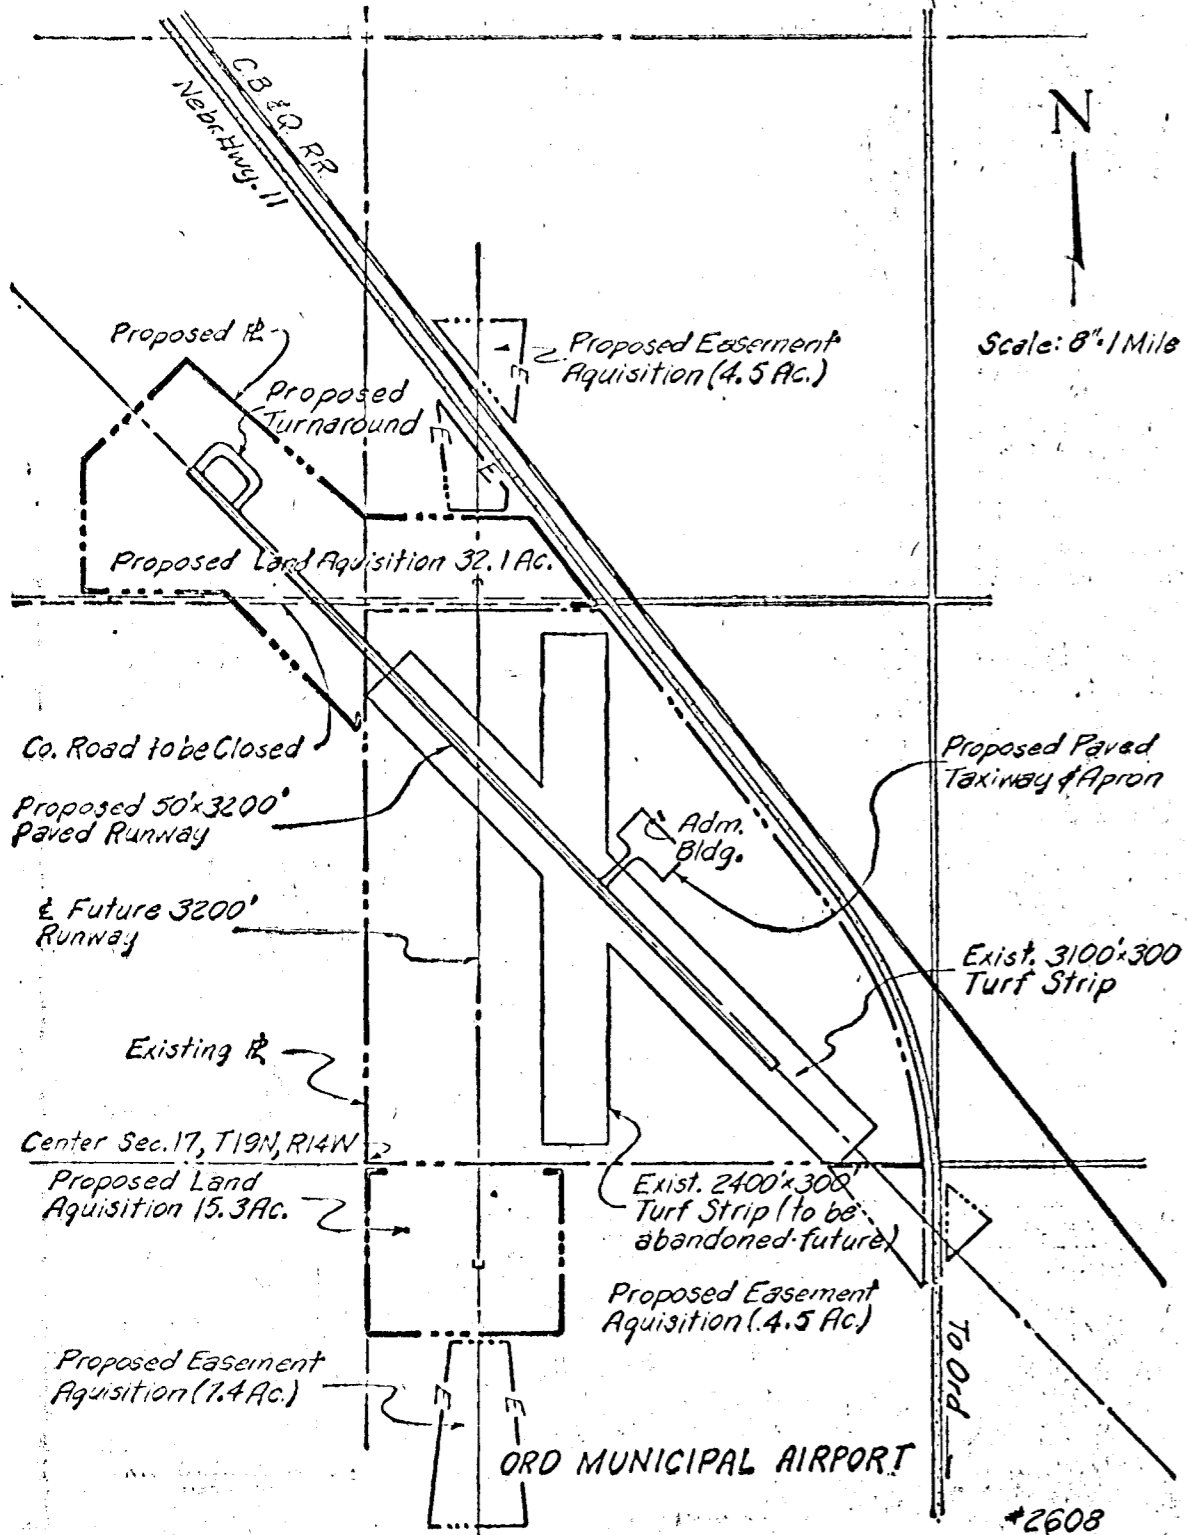 C.B.&Q. RR.
Nebr. Hwy. 11
N
Scale: 8"=1 Mile
Proposed PL
Proposed
Turnaround
Proposed Easement
Aquisition (4.5 Ac.)
E
E
E
Proposed Land Aquisition 32.1 Ac.
Co. Road to be Closed
Proposed 50'x3200'
Paved Runway
Proposed Paved
Taxiway & Apron
Adm.
Bldg.
℄ Future 3200'
Runway
Exist. 3100'x300
Turf Strip
Existing PL
Center Sec. 17, T19N, R14W
Proposed Land
Aquisition 15.3 Ac.
Exist. 2400'x300'
Turf Strip (to be
abandoned-future)
Proposed Easement
Aquisition (.4.5 Ac.)
To Ord
Proposed Easement
Aquisition (7.4 Ac.)
E
E
ORD MUNICIPAL AIRPORT
#2608